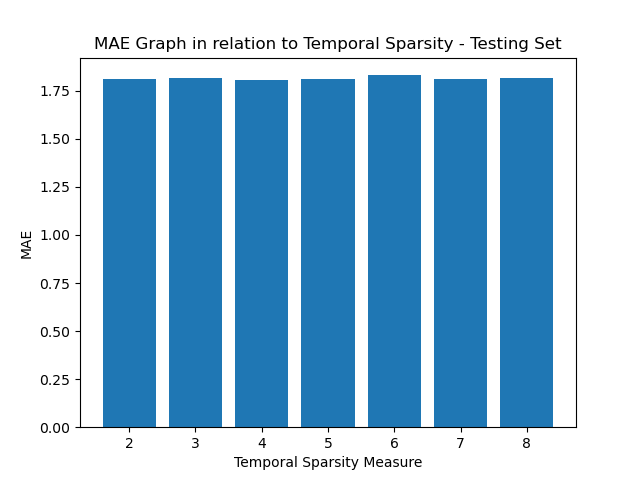 MAE Graph in relation to Temporal Sparsity - Testing Set
1.75
1.50
1.25
1.00
0.75
0.50
0.25
0.00
MAE
2 3 4 5 6 7 8
Temporal Sparsity Measure